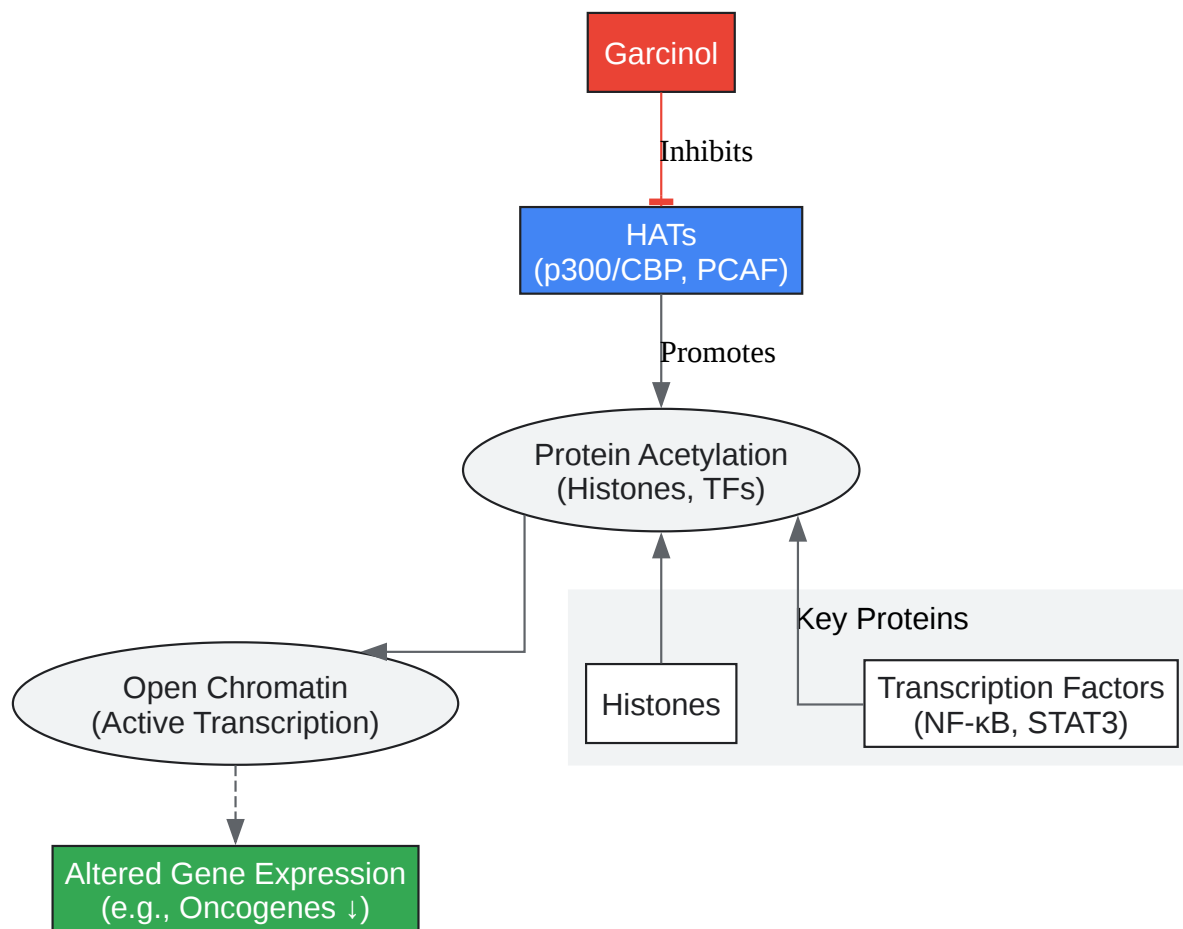 Garcinol
Inhibits
HATs
(p300/CBP, PCAF)
Promotes
Protein Acetylation
(Histones, TFs)
Key Proteins
Open Chromatin
(Active Transcription)
Histones
Transcription Factors
(NF-κB, STAT3)
Altered Gene Expression
(e.g., Oncogenes ↓)